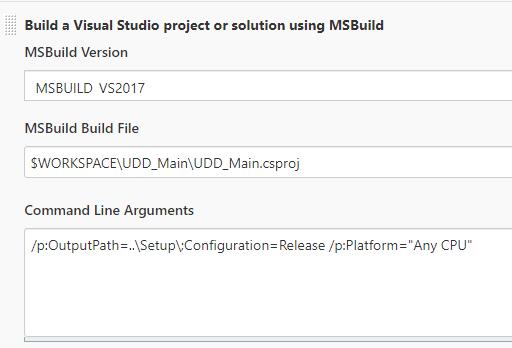 Build a Visual Studio project or solution using MSBuild
MSBuild Version
MSBUILD_VS2017
MSBuild Build File
$WORKSPACE\UDD_Main\UDD_Main.csproj
Command Line Arguments
/p:OutputPath=..\Setup\;Configuration=Release /p:Platform="Any CPU"